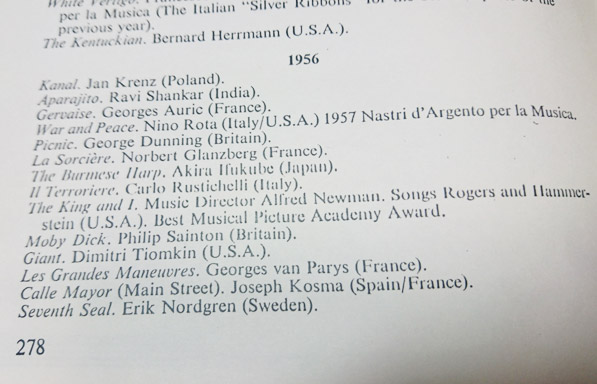 per la Musica (The Italian "Silver Ribbons"
previous year).
The Kentuckian. Bernard Herrmann (U.S.A.).
1956
Kanal. Jan Krenz (Poland).
Aparajito. Ravi Shankar (India).
Gervaise. Georges Auric (France).
War and Peace. Nino Rota (Italy/U.S.A.) 1957 Nastri d'Argento per la Musica.
Picnic. George Dunning (Britain).
La Sorcière. Norbert Glanzberg (France).
The Burmese Harp. Akira Ifukube (Japan).
Il Terroriere. Carlo Rustichelli (Italy).
The King and I. Music Director Alfred Newman. Songs Rogers and Hammer-
stein (U.S.A.). Best Musical Picture Academy Award.
Moby Dick. Philip Sainton (Britain).
Giant. Dimitri Tiomkin (U.S.A.).
Les Grandes Maneuvres. Georges van Parys (France).
Calle Mayor (Main Street). Joseph Kosma (Spain/France).
Seventh Seal. Erik Nordgren (Sweden).
278